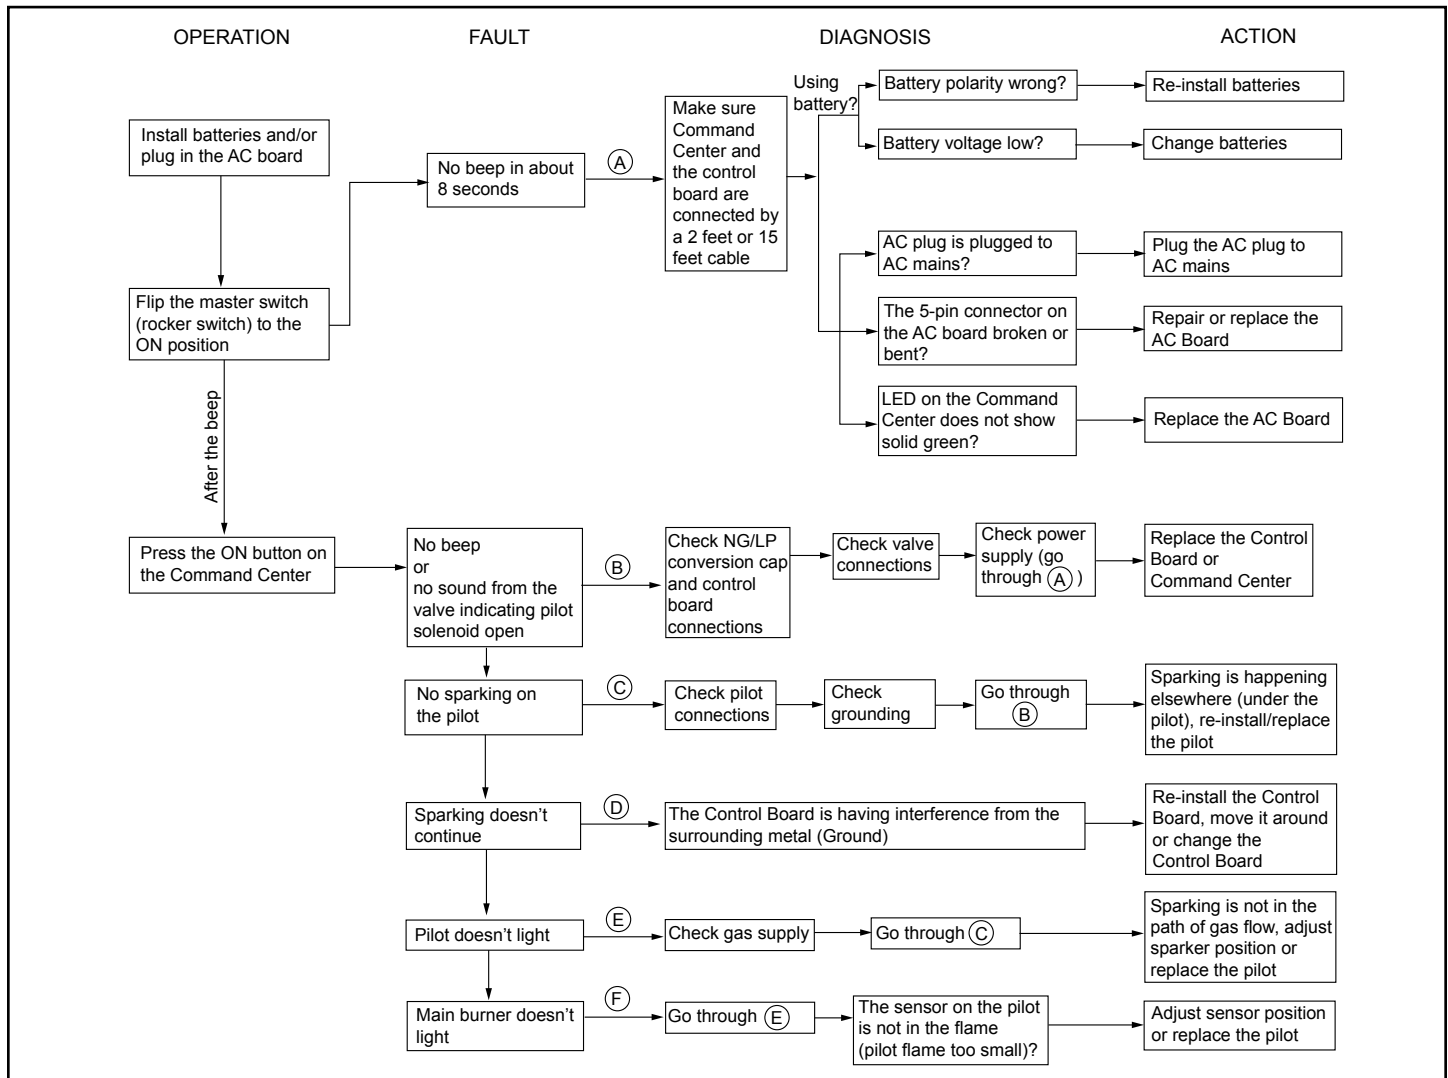 OPERATION
FAULT
DIAGNOSIS
ACTION
Install batteries and/or
plug in the AC board
Flip the master switch
(rocker switch) to the
ON position
After the beep
No beep in about
8 seconds
A
Make sure
Command
Center and
the control
board are
connected by
a 2 feet or 15
feet cable
Using
battery?
Battery polarity wrong?
Re-install batteries
Battery voltage low?
Change batteries
AC plug is plugged to
AC mains?
Plug the AC plug to
AC mains
The 5-pin connector on
the AC board broken or
bent?
Repair or replace the
AC Board
LED on the Command
Center does not show
solid green?
Replace the AC Board
Press the ON button on
the Command Center
No beep
or
no sound from the
valve indicating pilot
solenoid open
B
Check NG/LP
conversion cap
and control
board
connections
Check valve
connections
Check power
supply (go
through A )
Replace the Control
Board or
Command Center
No sparking on
the pilot
C
Check pilot
connections
Check
grounding
Go through
B
Sparking is happening
elsewhere (under the
pilot), re-install/replace
the pilot
Sparking doesn't
continue
D
The Control Board is having interference from the
surrounding metal (Ground)
Re-install the Control
Board, move it around
or change the
Control Board
Pilot doesn't light
E
Check gas supply
Go through C
Sparking is not in the
path of gas flow, adjust
sparker position or
replace the pilot
Main burner doesn't
light
F
Go through E
The sensor on the pilot
is not in the flame
(pilot flame too small)?
Adjust sensor position
or replace the pilot